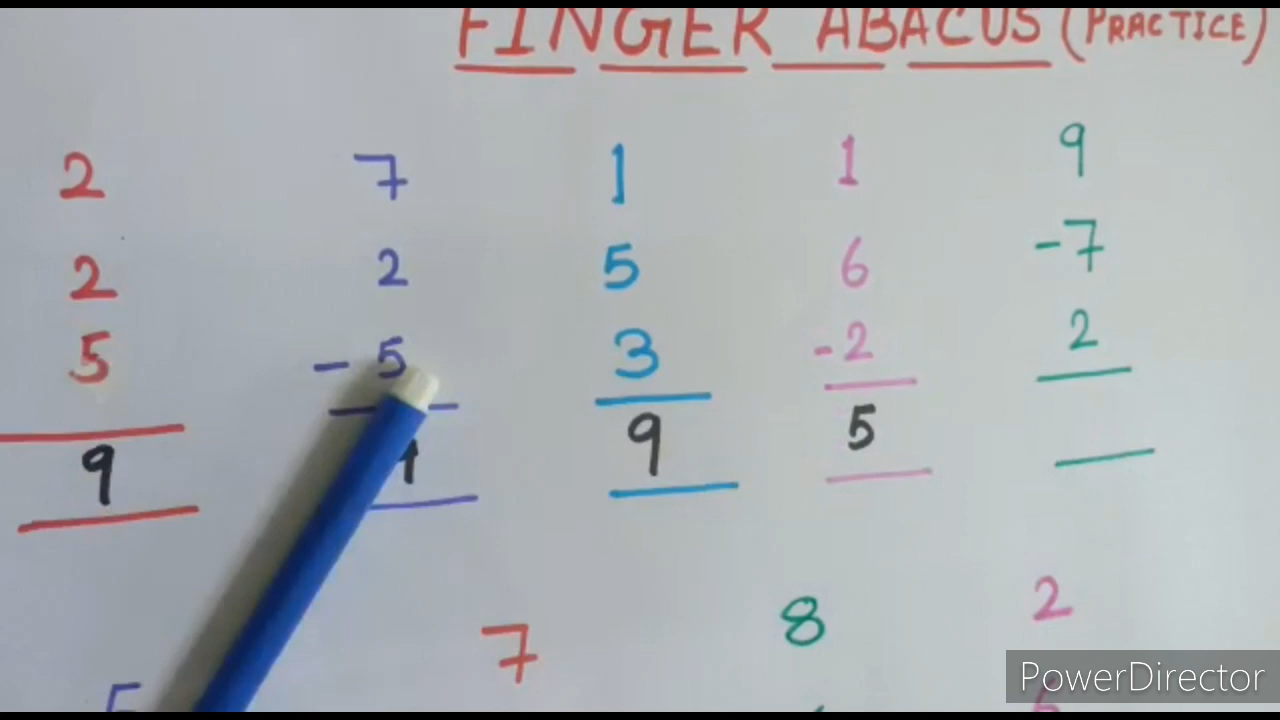 FINGER ABACUS (PRACTICE)
2 7 1 1 9
2 2 5 6 -7
5 -5 3 -2 2
9 9 5
7 8 2
5
PowerDirector